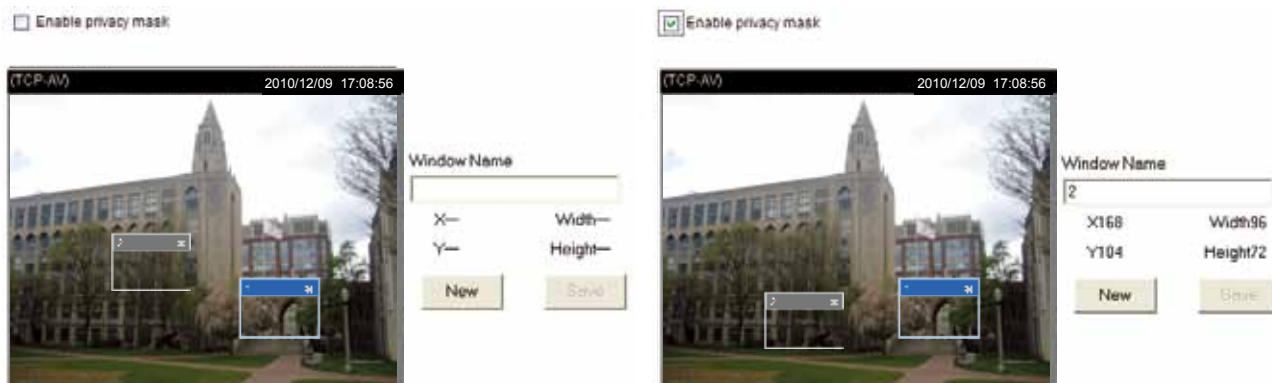 Enable privacy mask
(TCP-AV) 2010/12/09 17:08:56
Window Name
X— Width—
Y— Height—
New Save
Enable privacy mask
(TCP-AV) 2010/12/09 17:08:56
Window Name
2
X168 Width96
Y104 Height72
New Save